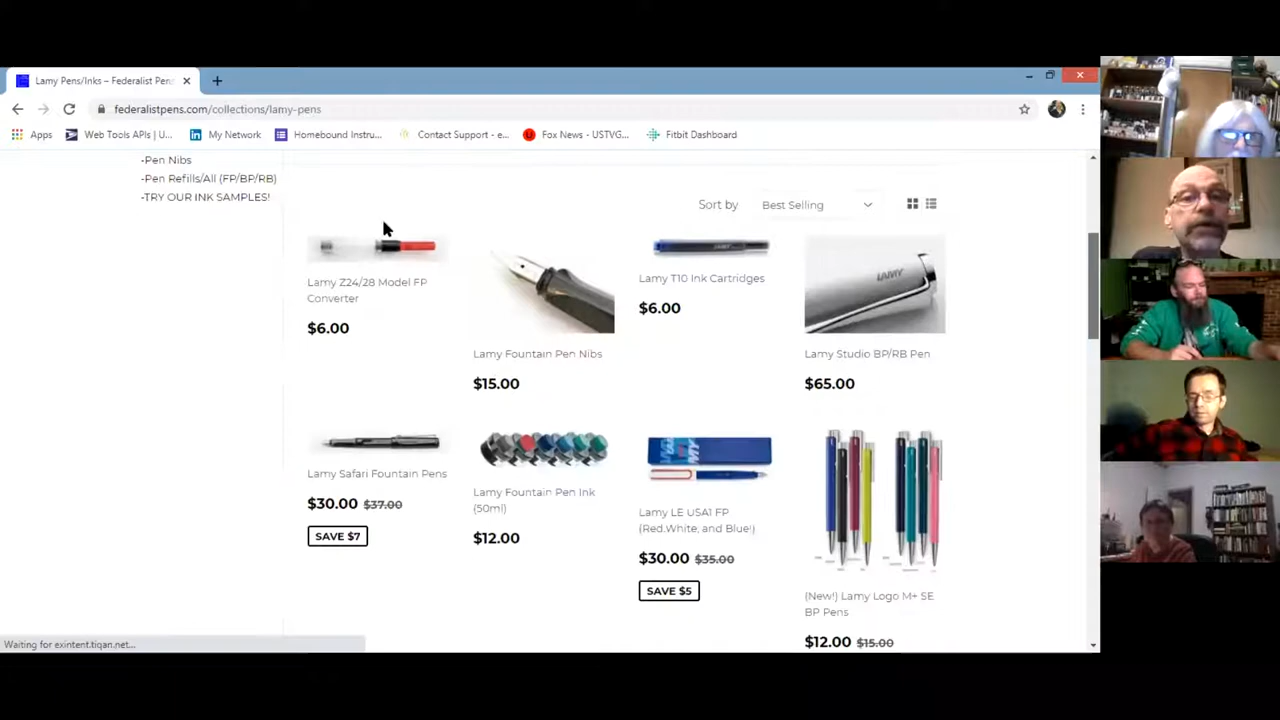 Lamy Pens/Inks – Federalist Pens
federalistpens.com/collections/lamy-pens
Apps
Web Tools APIs | U...
My Network
Homebound Instru...
Contact Support - e...
Fox News - USTVG...
Fitbit Dashboard
-Pen Nibs
-Pen Refills/All (FP/BP/RB)
-TRY OUR INK SAMPLES!
Sort by
Best Selling
Lamy Z24/28 Model FP
Converter
$6.00
Lamy Fountain Pen Nibs
$15.00
Lamy T10 Ink Cartridges
$6.00
LAMY
Lamy Studio BP/RB Pen
$65.00
Lamy Safari Fountain Pens
$30.00 $37.00
SAVE $7
Lamy Fountain Pen Ink
(50ml)
$12.00
Lamy LE USA1 FP
(Red.White, and Blue!)
$30.00 $35.00
SAVE $5
(New!) Lamy Logo M+ SE
BP Pens
$12.00 $15.00
Waiting for exintent.tiqan.net...